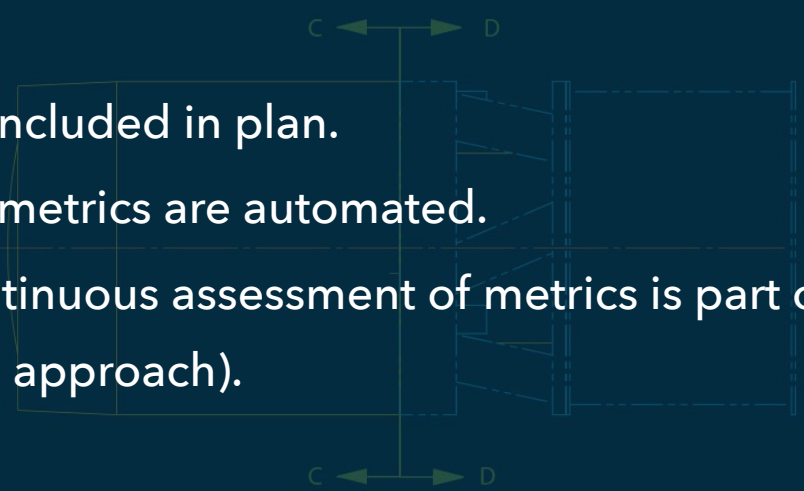 C D
ncluded in plan.
metrics are automated.
tinuous assessment of metrics is part
approach).
C D